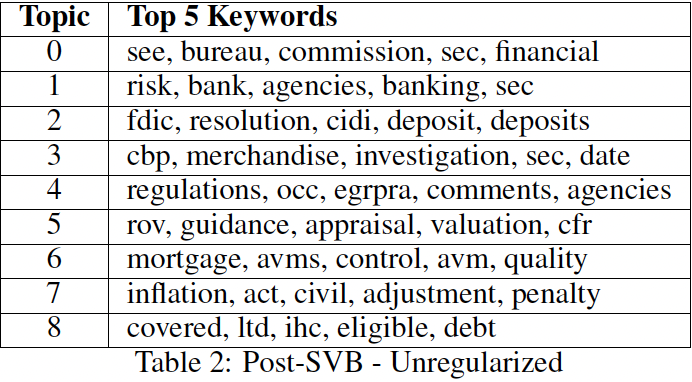 Topic Top 5 Keywords
0 see, bureau, commission, sec, financial
1 risk, bank, agencies, banking, sec
2 fdic, resolution, cidi, deposit, deposits
3 cbp, merchandise, investigation, sec, date
4 regulations, occ, egrpra, comments, agencies
5 rov, guidance, appraisal, valuation, cfr
6 mortgage, avms, control, avm, quality
7 inflation, act, civil, adjustment, penalty
8 covered, ltd, ihc, eligible, debt
Table 2: Post-SVB - Unregularized